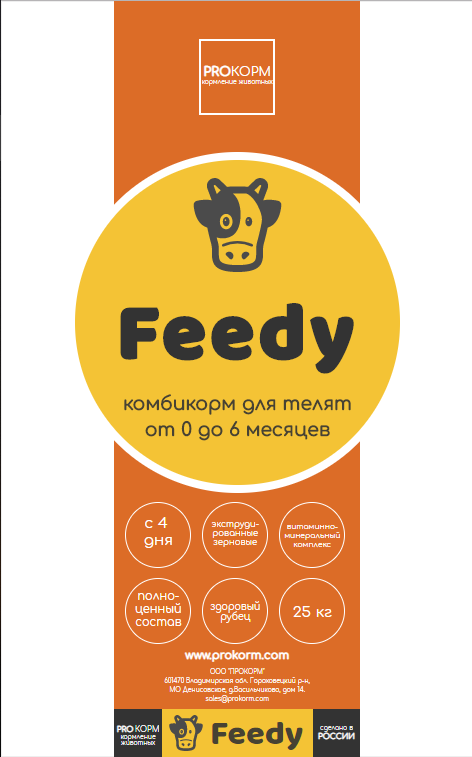 PROКОРМ
кормление животных
Feedy
комбикорм для телят
от 0 до 6 месяцев
с 4
дня
экструди-
рованные
зерновые
витаминно-
минеральный
комплекс
полно-
ценный
состав
здоровый
рубец
25 кг
www.prokorm.com
ООО "ПРОКОРМ"
601470 Владимирская обл. Гороховецкий р-н,
МО Денисовское, д.Васильчиково, дом 14.
sales@prokorm.com
PRO КОРМ
кормление
животных
Feedy
сделано в
РОССИИ